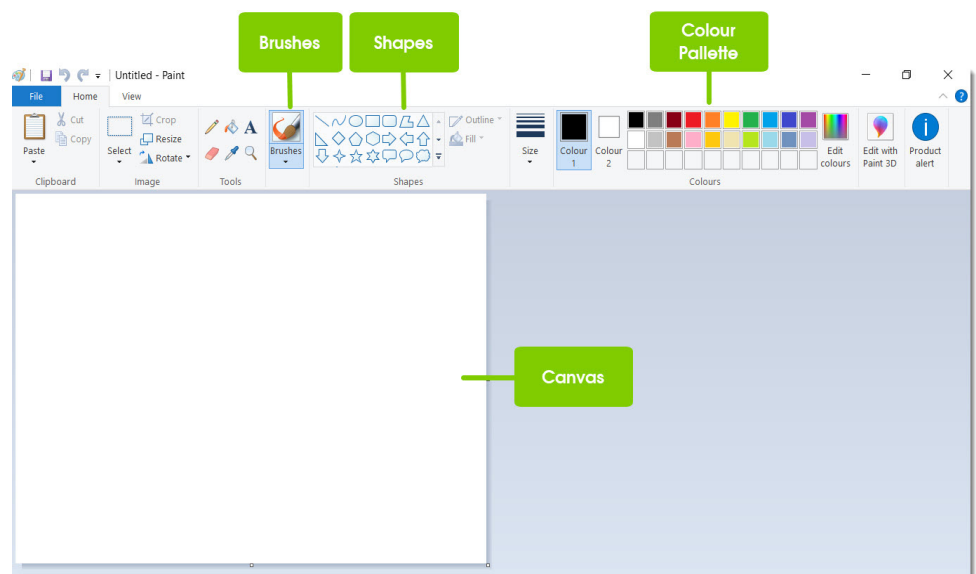 Brushes
Shapes
Colour
Pallette
Untitled - Paint
File
Home
View
Paste
Cut
Copy
Clipboard
Select
Crop
Resize
Rotate
Image
A
Tools
Brushes
Outline
Fill
Shapes
Size
Colour
1
Colour
2
Edit
colours
Colours
Edit with
Paint 3D
Product
alert
Canvas